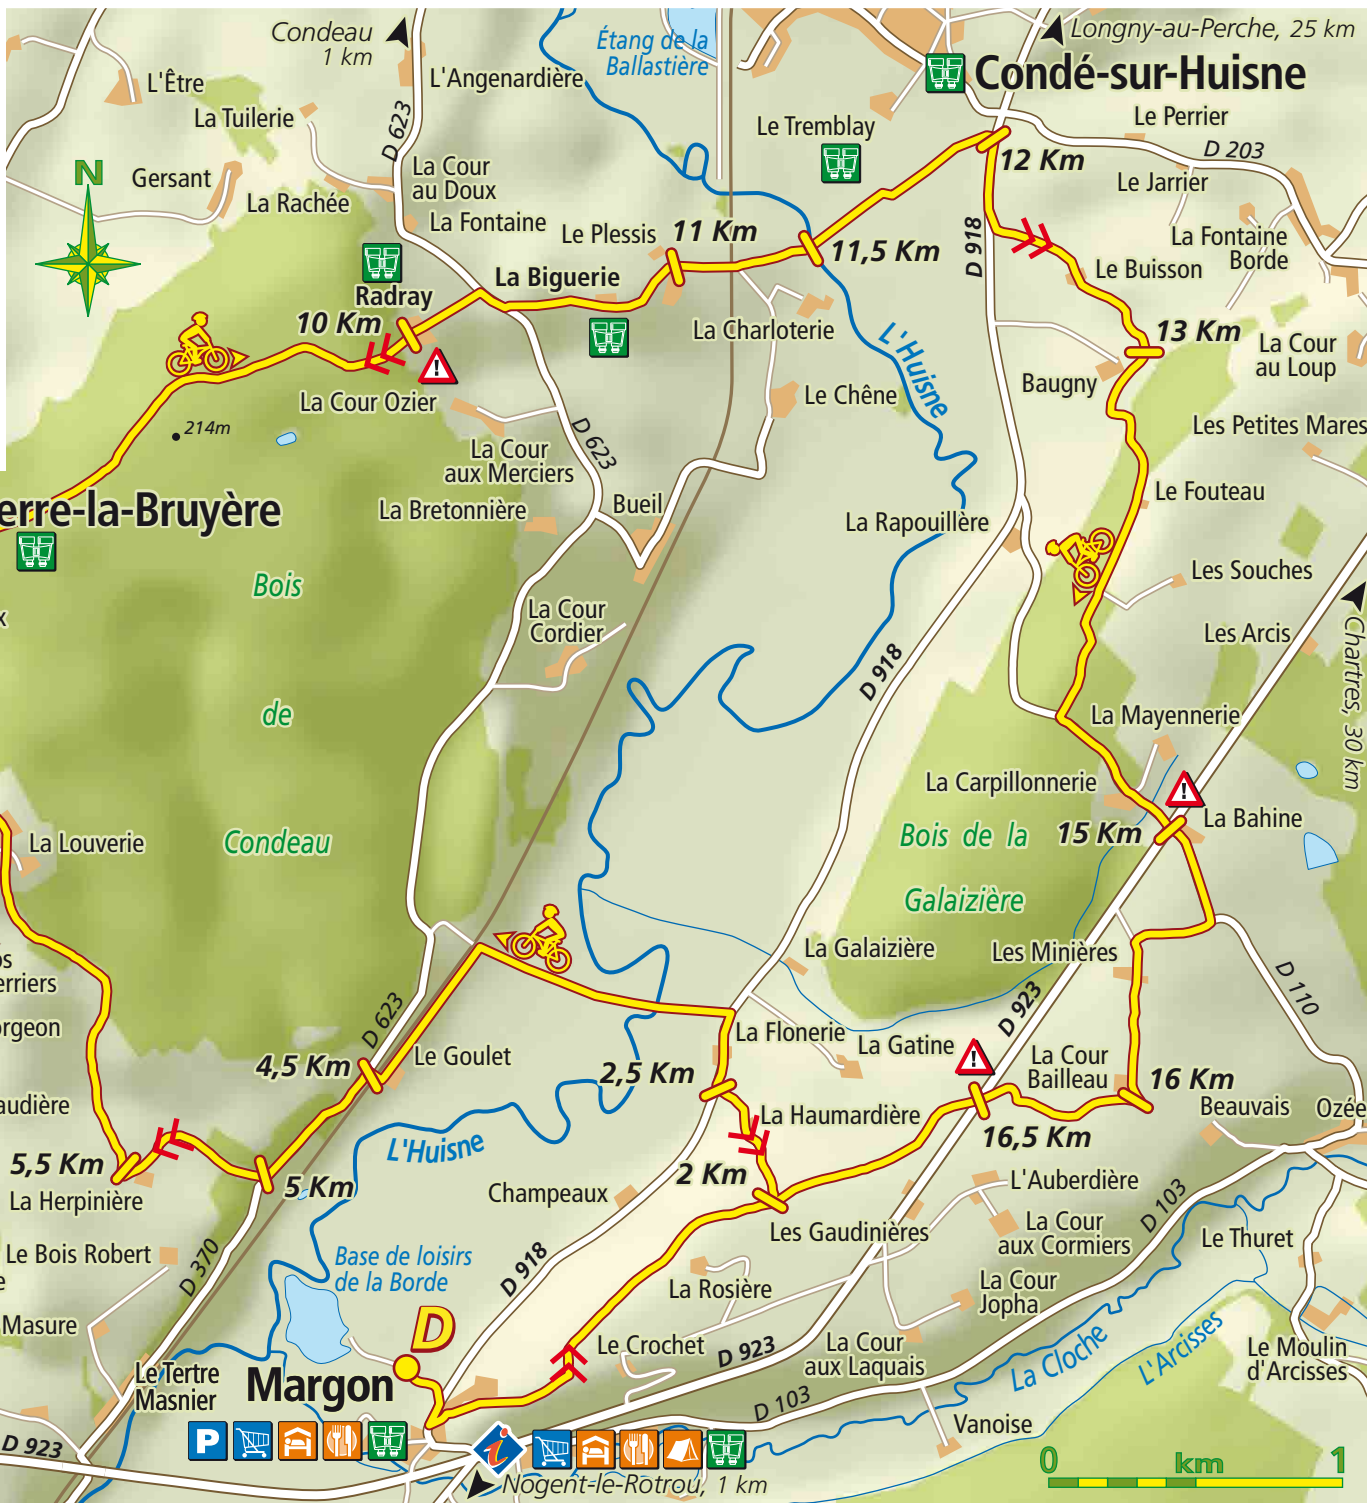 Condeau
1 km
Étang de la
Ballastière
Longny-au-Perche, 25 km
Condé-sur-Huisne
L'Être
L'Angenardière
La Tuilerie
D 623
Le Tremblay
Le Perrier
D 203
12 Km
Gersant
La Cour
au Doux
La Rachée
Le Jarrier
N
La Fontaine
Le Plessis
11 Km
11,5 Km
D 918
La Fontaine
Borde
La Biguerie
Le Buisson
Radray
10 Km
La Charloterie
L'Huisne
13 Km
La Cour
au Loup
La Cour Ozier
Le Chêne
Baugny
214m
D 623
Les Petites Mares
La Cour
aux Merciers
erre-la-Bruyère
La Bretonnière
Bueil
La Rapouillère
Le Fouteau
Bois
Les Souches
La Cour
Cordier
Les Arcis
x
Chartres, 30 km
D 918
de
La Mayennerie
La Carpillonnerie
La Louverie
Condeau
Bois de la
15 Km
La Bahine
Galaizière
os
erriers
La Galaizière
Les Minières
D 110
orgeon
D 623
D 923
La Flonerie
La Gatine
4,5 Km
Le Goulet
2,5 Km
La Cour
Bailleau
16 Km
audière
La Haumardière
Beauvais
Ozée
16,5 Km
L'Huisne
5,5 Km
5 Km
2 Km
La Herpinière
Champeaux
L'Auberdière
D 103
Les Gaudinières
La Cour
aux Cormiers
Le Thuret
Le Bois Robert
e
D 370
Base de loisirs
de la Borde
D 918
La Rosière
La Cour
Jopha
Masure
D
Le Crochet
D 923
La Cour
aux Laquais
La Cloche
L'Arcisses
Le Moulin
d'Arcisses
Le Tertre
Masnier
Margon
D 103
Vanoise
P
i
D 923
Nogent-le-Rotrou, 1 km
0 km 1